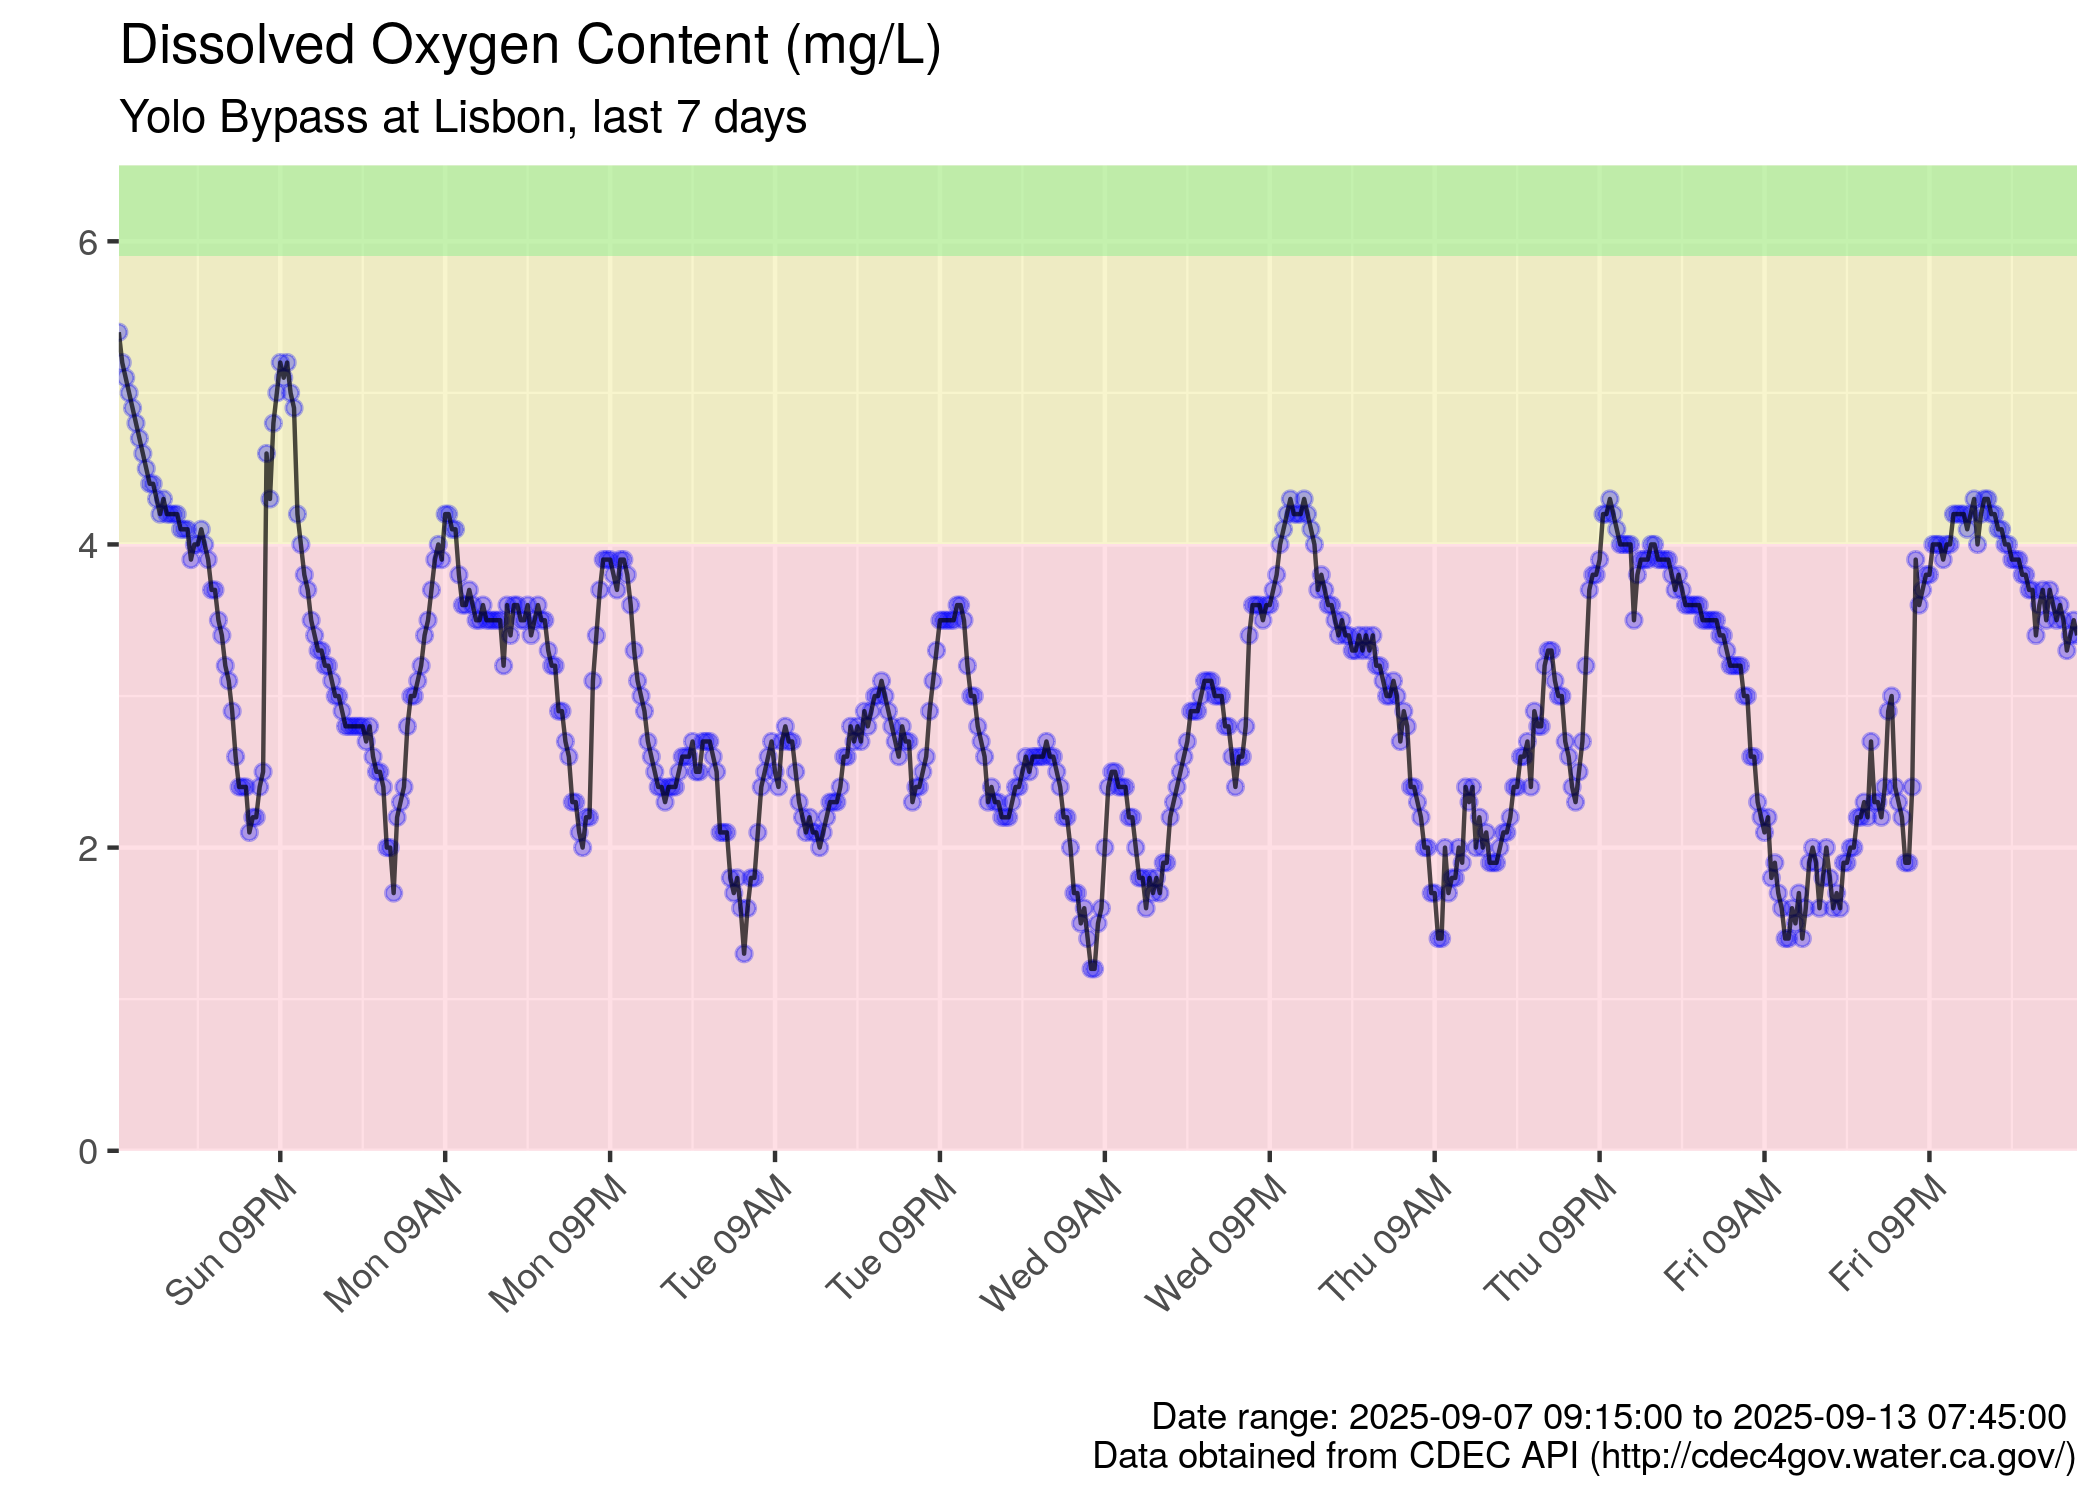 Dissolved Oxygen Content (mg/L)
Yolo Bypass at Lisbon, last 7 days
6
4
2
0
Sun 09PM
Mon 09AM
Mon 09PM
Tue 09AM
Tue 09PM
Wed 09AM
Wed 09PM
Thu 09AM
Thu 09PM
Fri 09AM
Fri 09PM
Date range: 2025-09-07 09:15:00 to 2025-09-13 07:45:00
Data obtained from CDEC API (http://cdec4gov.water.ca.gov/)